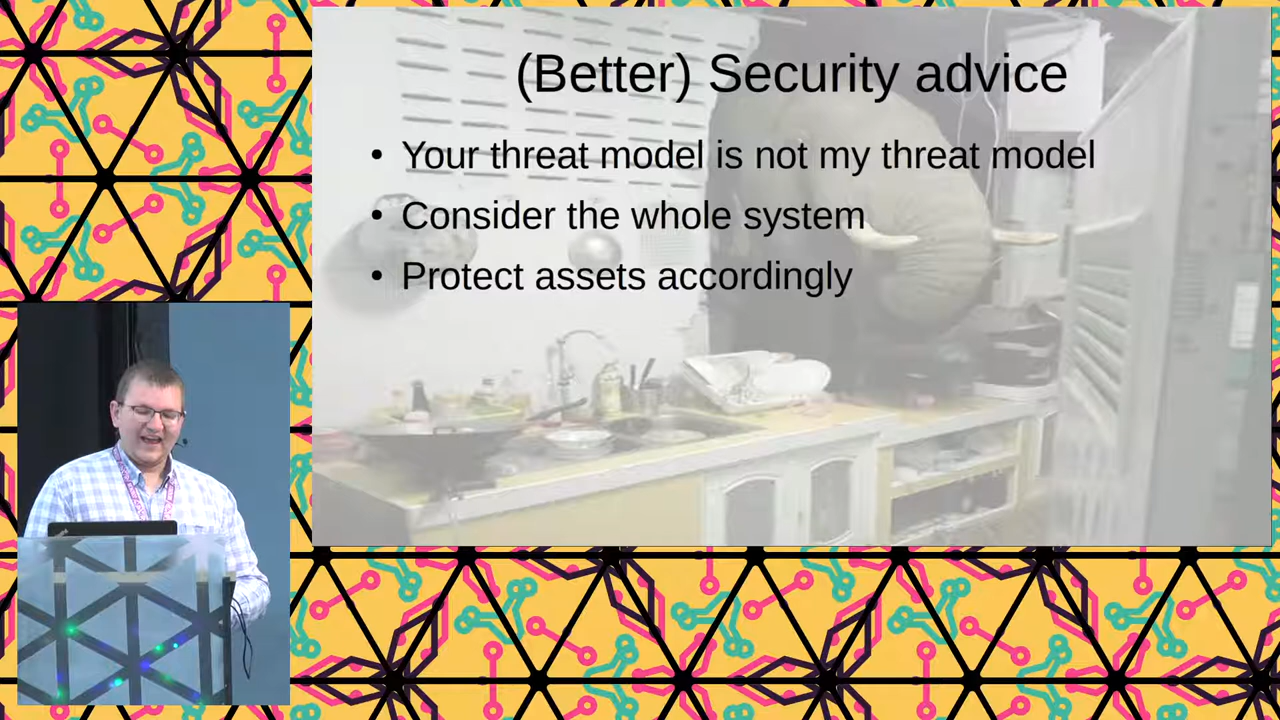 (Better) Security advice
• Your threat model is not my threat model
• Consider the whole system
• Protect assets accordingly